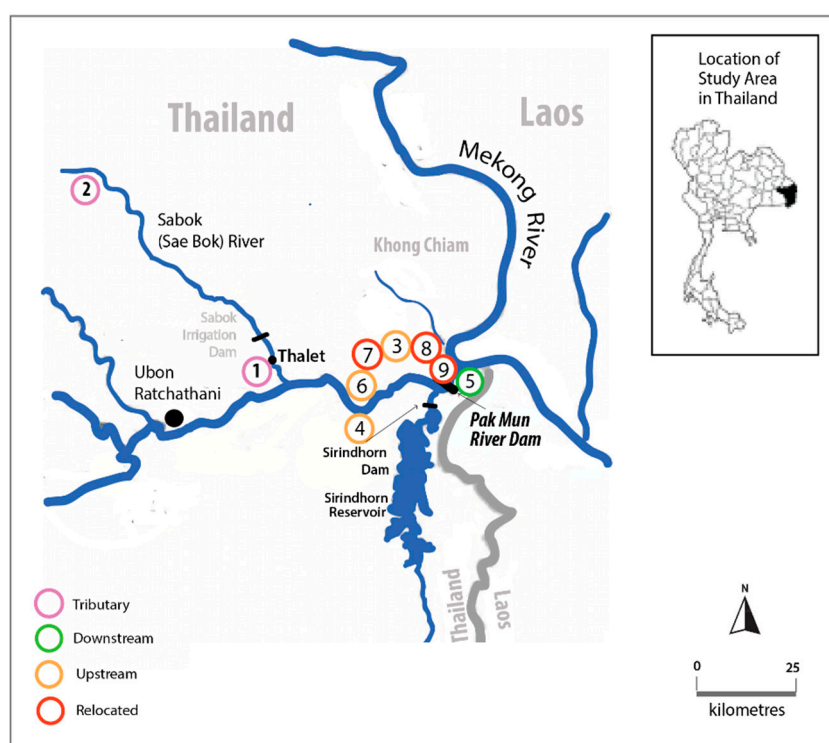 Thailand
Laos
Location of
Study Area
in Thailand
Mekong River
2
Sabok
(Sae Bok) River
Khong Chiam
Sabok
Irrigation
Dam
Thalet
1
7
3
8
9
6
5
4
Ubon
Ratchathani
Pak Mun
River Dam
Sirindhorn
Dam
Sirindhorn
Reservoir
Thailand
Laos
Tributary
Downstream
Upstream
Relocated
N
0 25
kilometres